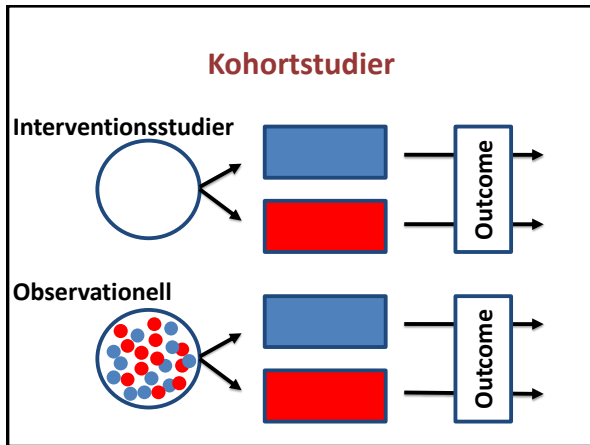 Kohortstudier
Interventionsstudier
Outcome
Observationell
Outcome